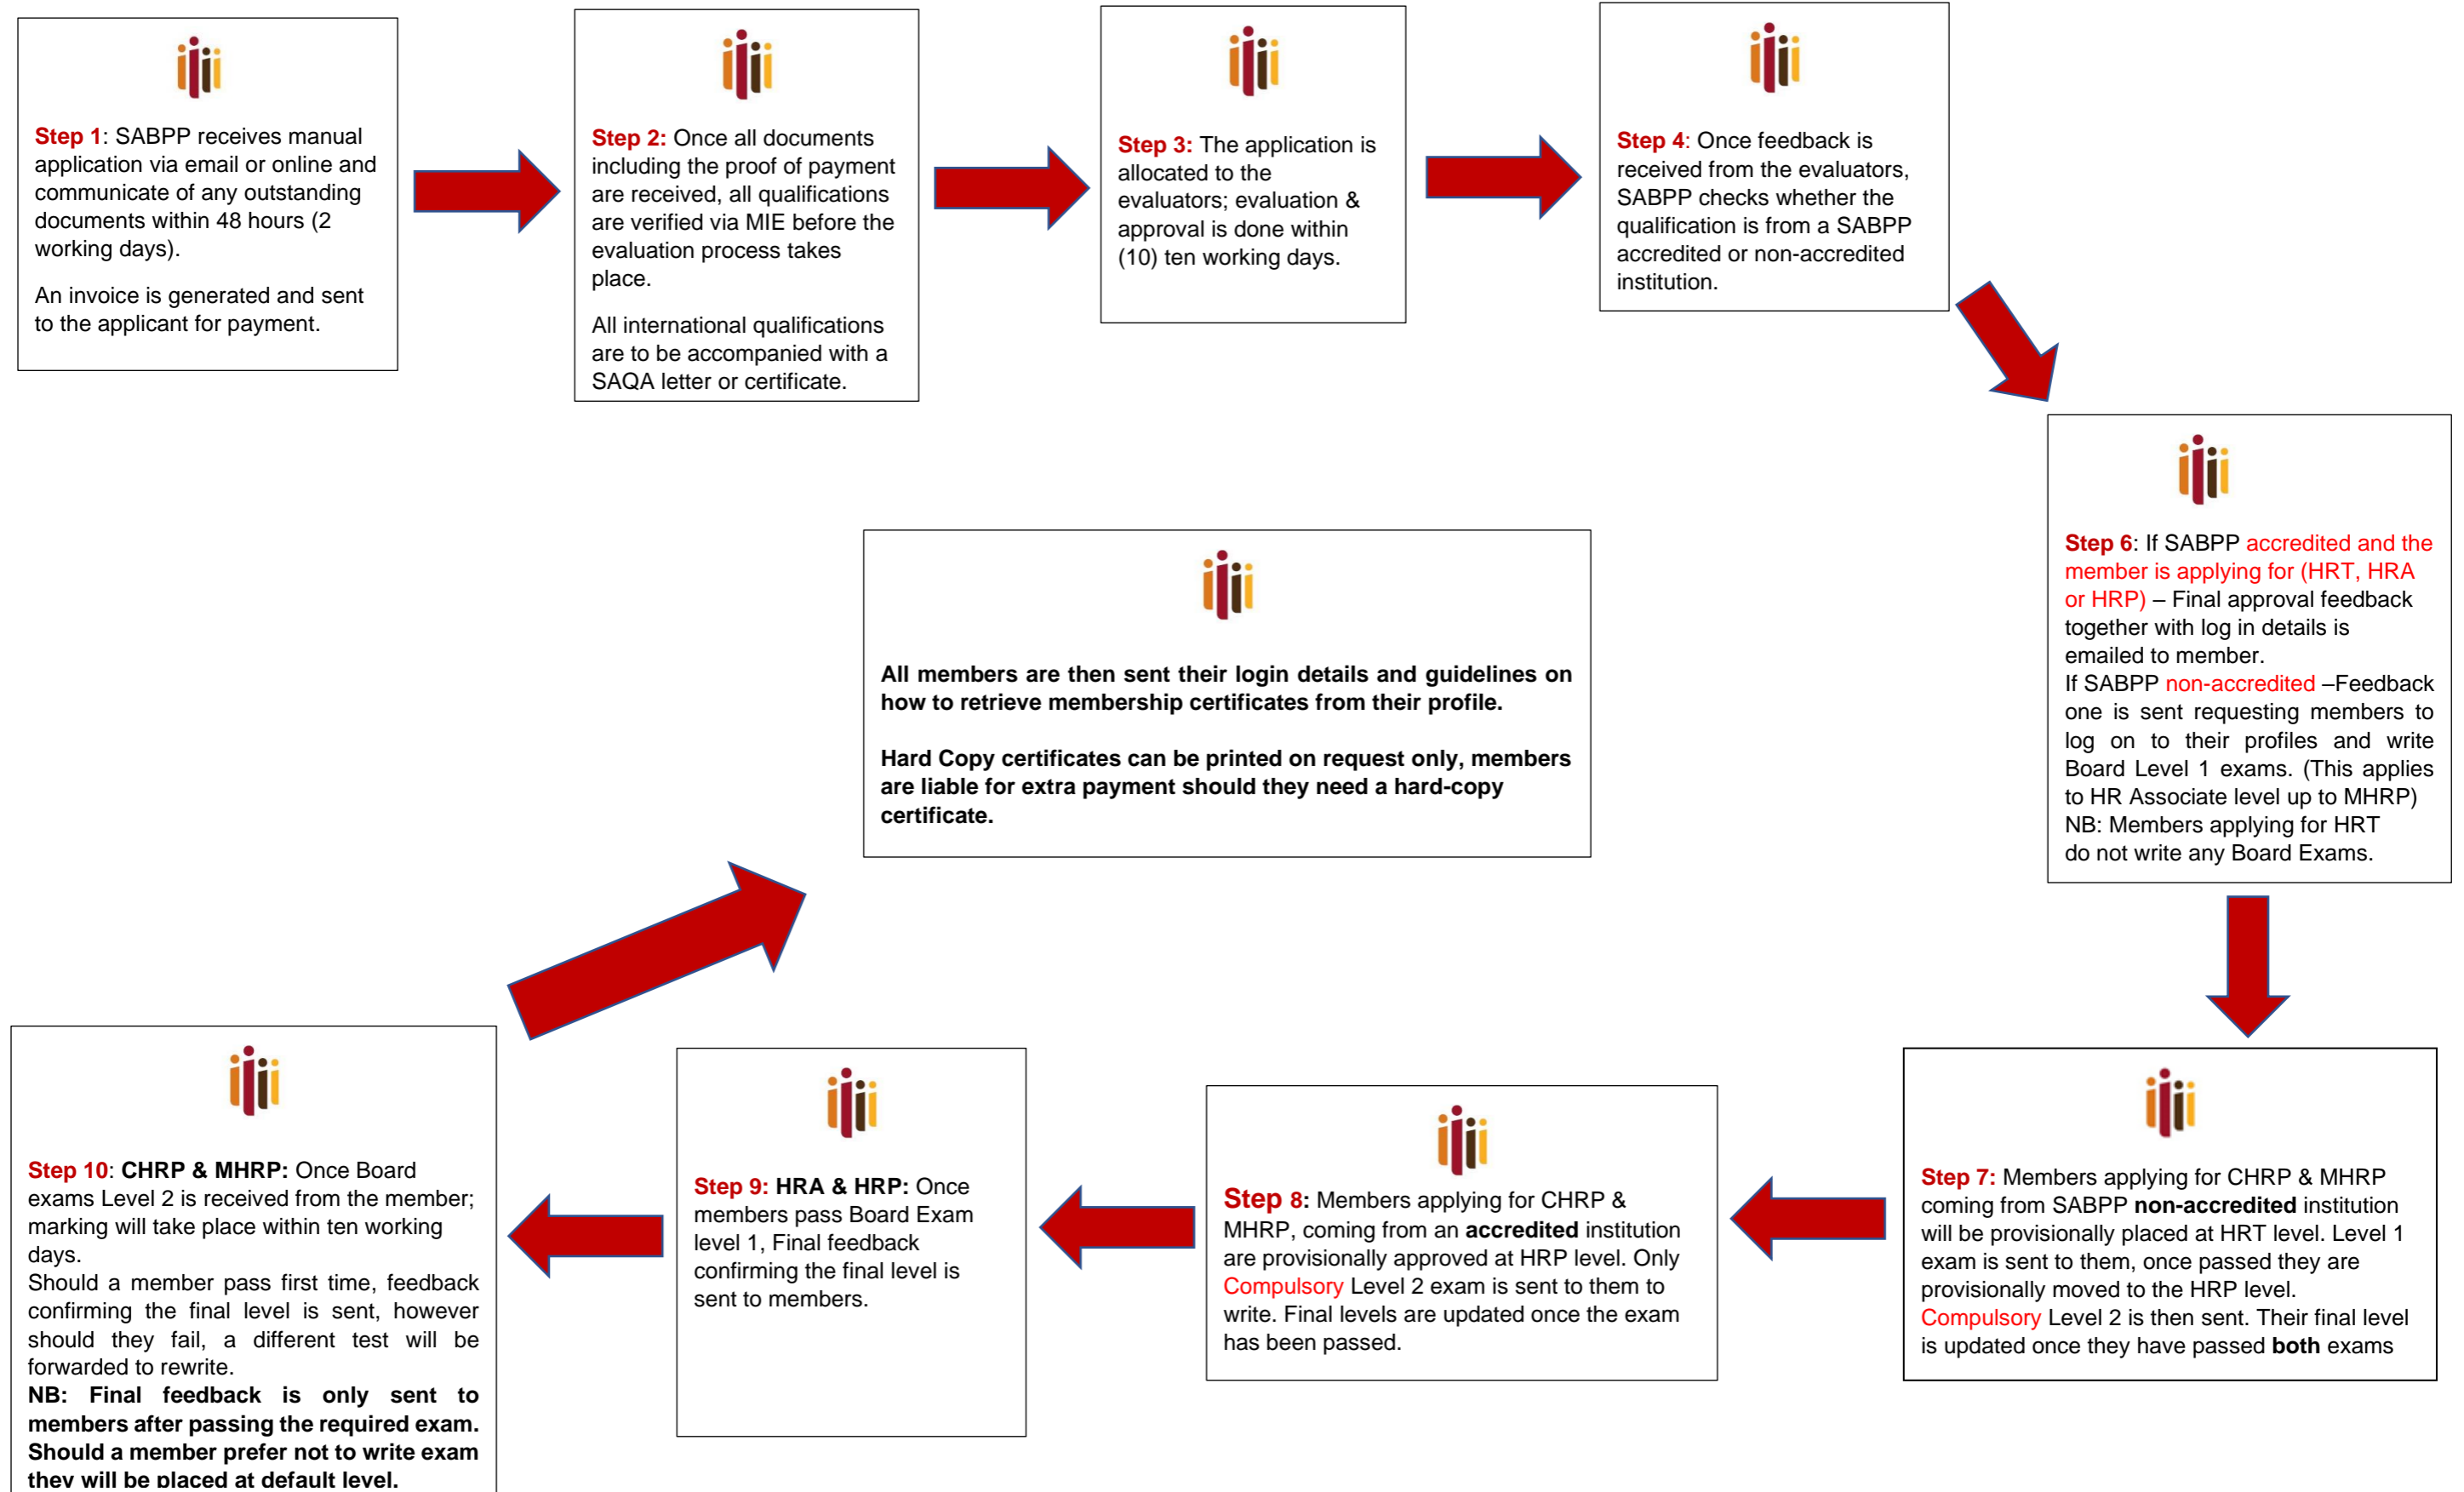 Step 1: SABPP receives manual
application via email or online and
communicate of any outstanding
documents within 48 hours (2
working days).
An invoice is generated and sent
to the applicant for payment.
Step 2: Once all documents
including the proof of payment
are received, all qualifications
are verified via MIE before the
evaluation process takes
place.
All international qualifications
are to be accompanied with a
SAQA letter or certificate.
Step 3: The application is
allocated to the
evaluators; evaluation &
approval is done within
(10) ten working days.
Step 4: Once feedback is
received from the evaluators,
SABPP checks whether the
qualification is from a SABPP
accredited or non-accredited
institution.
Step 6: If SABPP accredited and the
member is applying for (HRT, HRA
or HRP) – Final approval feedback
together with log in details is
emailed to member.
If SABPP non-accredited –Feedback
one is sent requesting members to
log on to their profiles and write
Board Level 1 exams. (This applies
to HR Associate level up to MHRP)
NB: Members applying for HRT
do not write any Board Exams.
Step 7: Members applying for CHRP & MHRP
coming from SABPP non-accredited institution
will be provisionally placed at HRT level. Level 1
exam is sent to them, once passed they are
provisionally moved to the HRP level.
Compulsory Level 2 is then sent. Their final level
is updated once they have passed both exams
Step 8: Members applying for CHRP &
MHRP, coming from an accredited institution
are provisionally approved at HRP level. Only
Compulsory Level 2 exam is sent to them to
write. Final levels are updated once the exam
has been passed.
Step 9: HRA & HRP: Once
members pass Board Exam
level 1, Final feedback
confirming the final level is
sent to members.
Step 10: CHRP & MHRP: Once Board
exams Level 2 is received from the member;
marking will take place within ten working
days.
Should a member pass first time, feedback
confirming the final level is sent, however
should they fail, a different test will be
forwarded to rewrite.
NB: Final feedback is only sent to
members after passing the required exam.
Should a member prefer not to write exam
they will be placed at default level.
All members are then sent their login details and guidelines on
how to retrieve membership certificates from their profile.
Hard Copy certificates can be printed on request only, members
are liable for extra payment should they need a hard-copy
certificate.